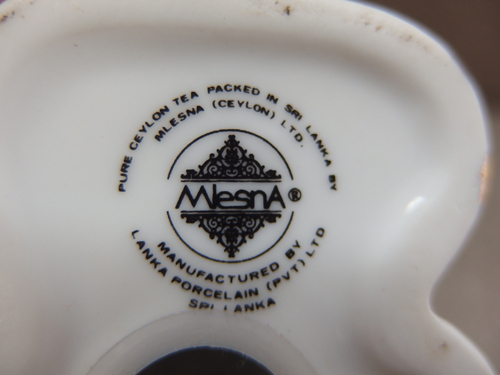 PURE CEYLON TEA PACKED IN SRI LANKA BY
MLESNA (CEYLON) LTD.
MlesnA®
MANUFACTURED BY
LANKA PORCELAIN (PVT) LTD
SRI LANKA